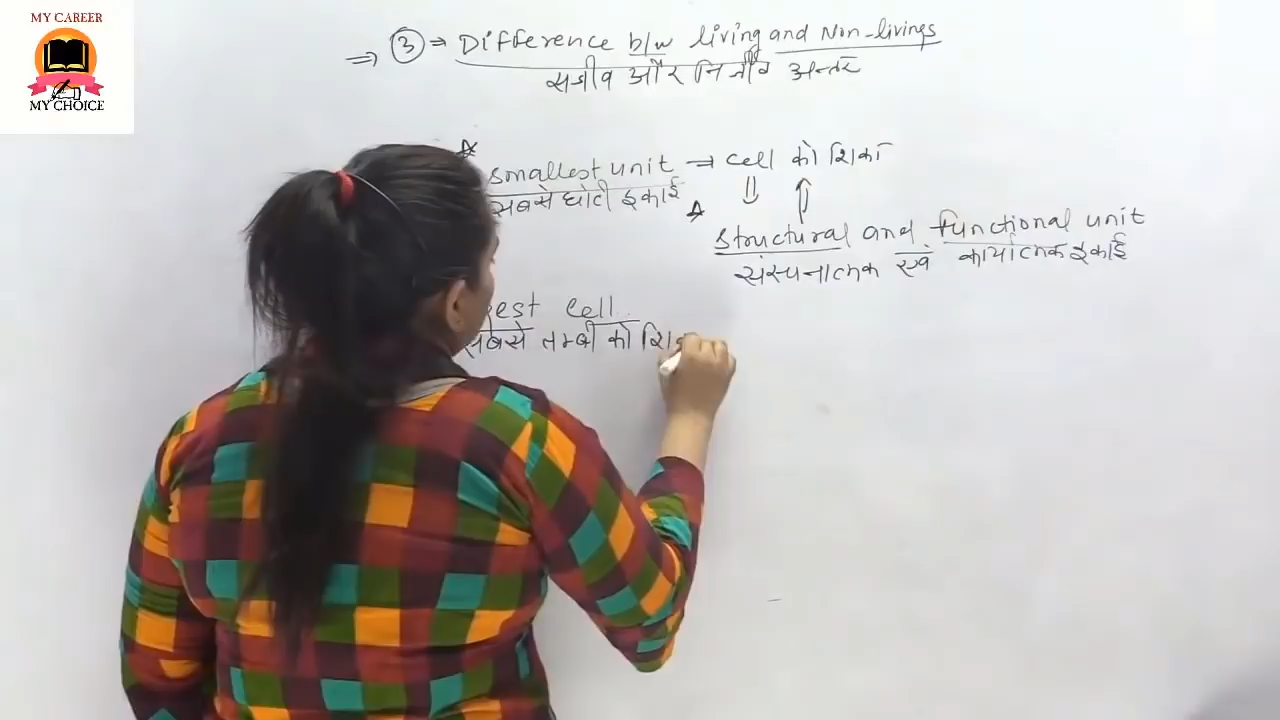 MY CAREER
MY CHOICE
⇒ ③ ⇒ Difference b/w living and Non-livings
सजीव और निर्जीव अन्तर
☆ smallest unit → cell कोशिका
सबसे छोटी इकाई
☆ structural and functional unit
संरचनात्मक एवं कार्यात्मक इकाई
gest cell
सबसे लम्बी कोशि